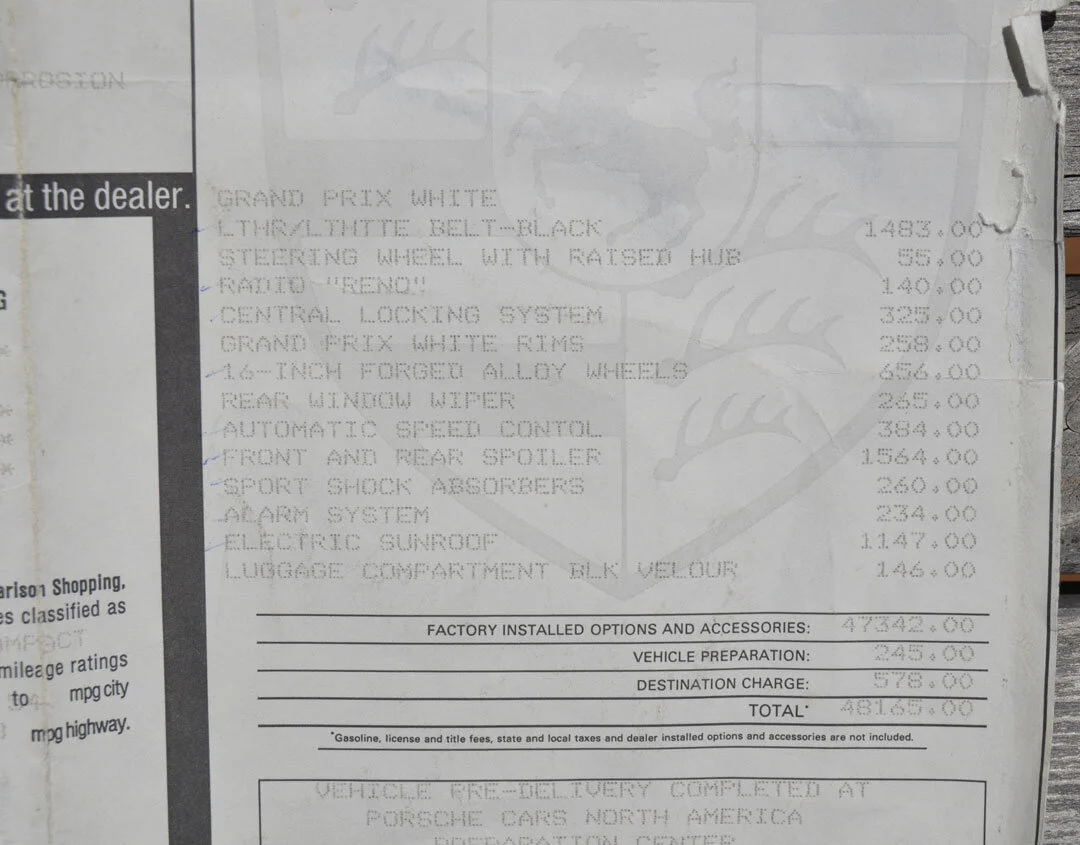 RROSION
at the dealer.
GRAND PRIX WHITE
LTHR/LTHTTE BELT-BLACK 1483.00
STEERING WHEEL WITH RAISED HUB 55.00
RADIO "RENO" 140.00
CENTRAL LOCKING SYSTEM 325.00
GRAND PRIX WHITE RIMS 258.00
16-INCH FORGED ALLOY WHEELS 656.00
REAR WINDOW WIPER 265.00
AUTOMATIC SPEED CONTOL 384.00
FRONT AND REAR SPOILER 1564.00
SPORT SHOCK ABSORBERS 260.00
ALARM SYSTEM 234.00
ELECTRIC SUNROOF 1147.00
LUGGAGE COMPARTMENT BLK VELOUR 146.00
G
*
*
*
*
arison Shopping,
es classified as
OMPACT
mileage ratings
to mpg city
mpg highway.
FACTORY INSTALLED OPTIONS AND ACCESSORIES: 47342.00
VEHICLE PREPARATION: 245.00
DESTINATION CHARGE: 578.00
TOTAL* 48165.00
*Gasoline, license and title fees, state and local taxes and dealer installed options and accessories are not included.
VEHICLE PRE-DELIVERY COMPLETED AT
PORSCHE CARS NORTH AMERICA
PREPARATION CENTER